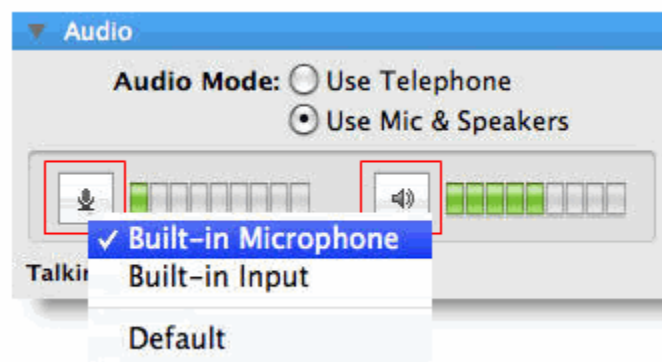 Audio
Audio Mode: Use Telephone
Use Mic & Speakers
✓ Built-in Microphone
Built-in Input
Default